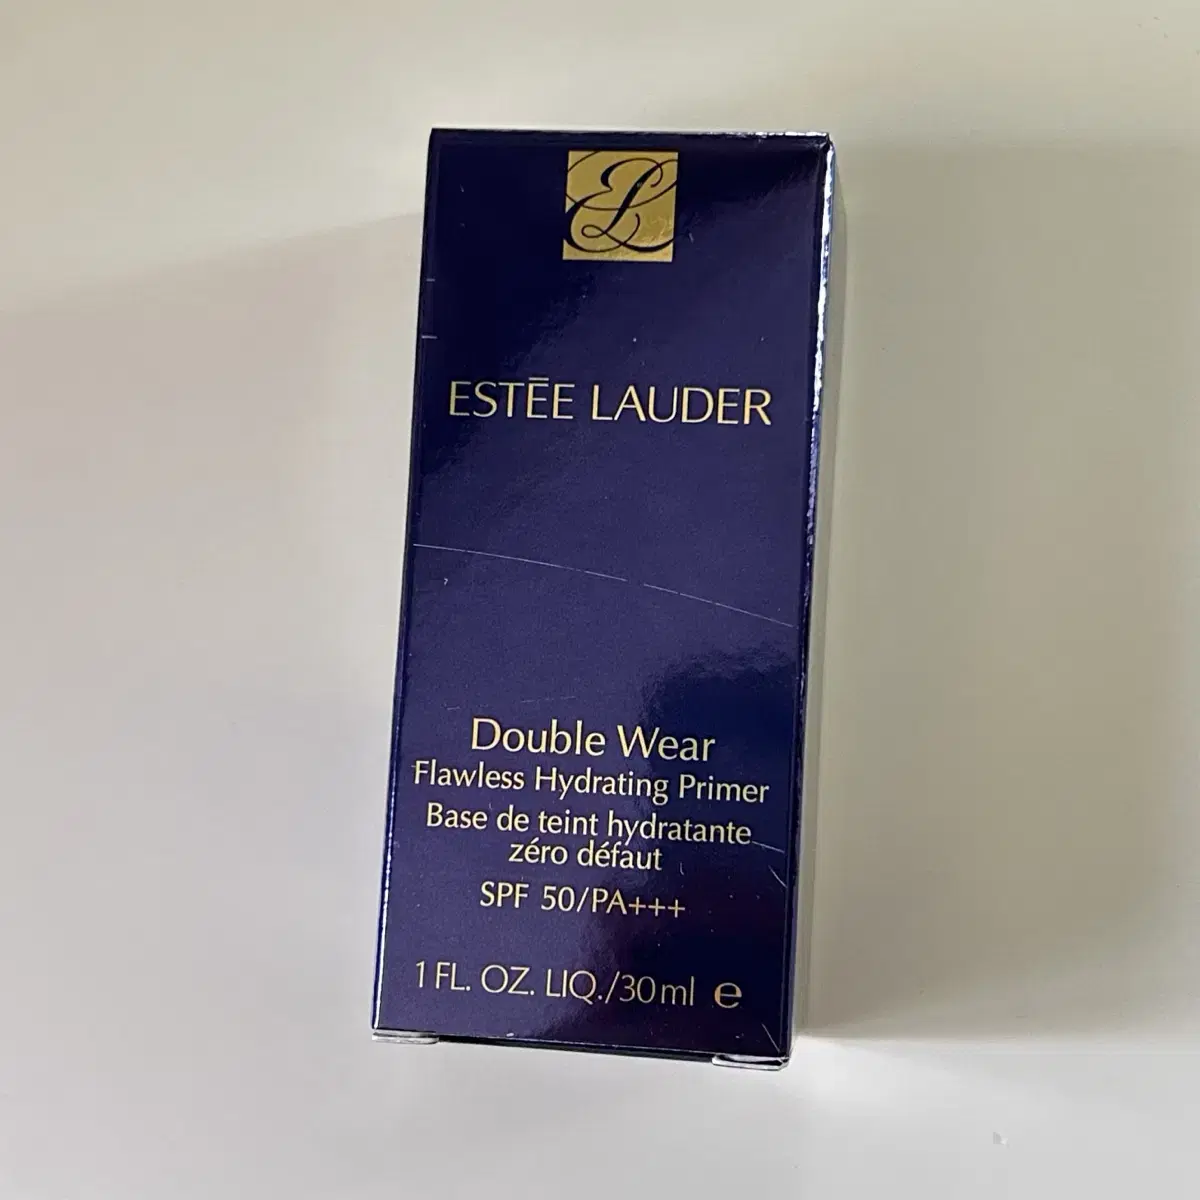 EL
ESTĒE LAUDER
Double Wear
Flawless Hydrating Primer
Base de teint hydratante
zéro défaut
SPF 50/PA+++
1 FL. OZ. LIQ./30ml e